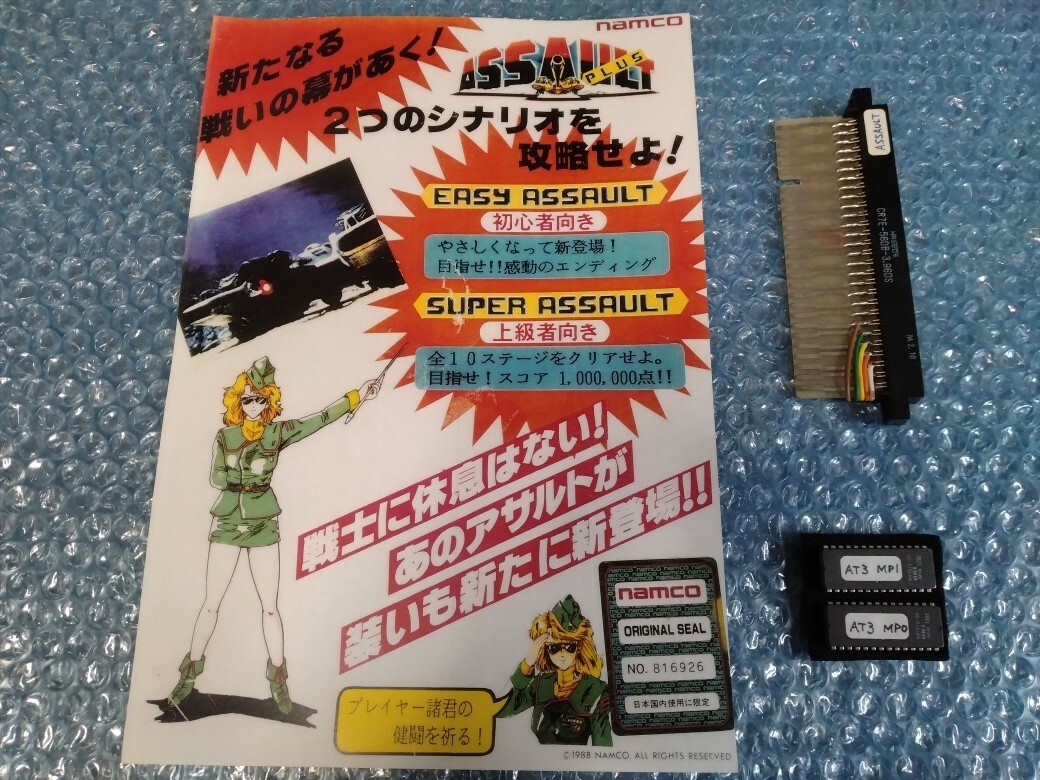 namco
新たなる
戦いの幕があく!
ASSAULT
PLUS
2つのシナリオを
攻略せよ!
EASY ASSAULT
初心者向き
やさしくなって新登場!
目指せ!!感動のエンディング
SUPER ASSAULT
上級者向き
全10ステージをクリアせよ。
目指せ!スコア 1,000,000点!!
戦士に休息はない!
あのアサルトが
装いも新たに新登場!!
namco
ORIGINAL SEAL
NO. 816926
日本国内使用に限定
プレイヤー諸君の
健闘を祈る!
©1988 NAMCO, ALL RIGHTS RESERVED
ASSAULT
CR7E-56DB-3.96DS
AT3 MP1
AT3 MP0